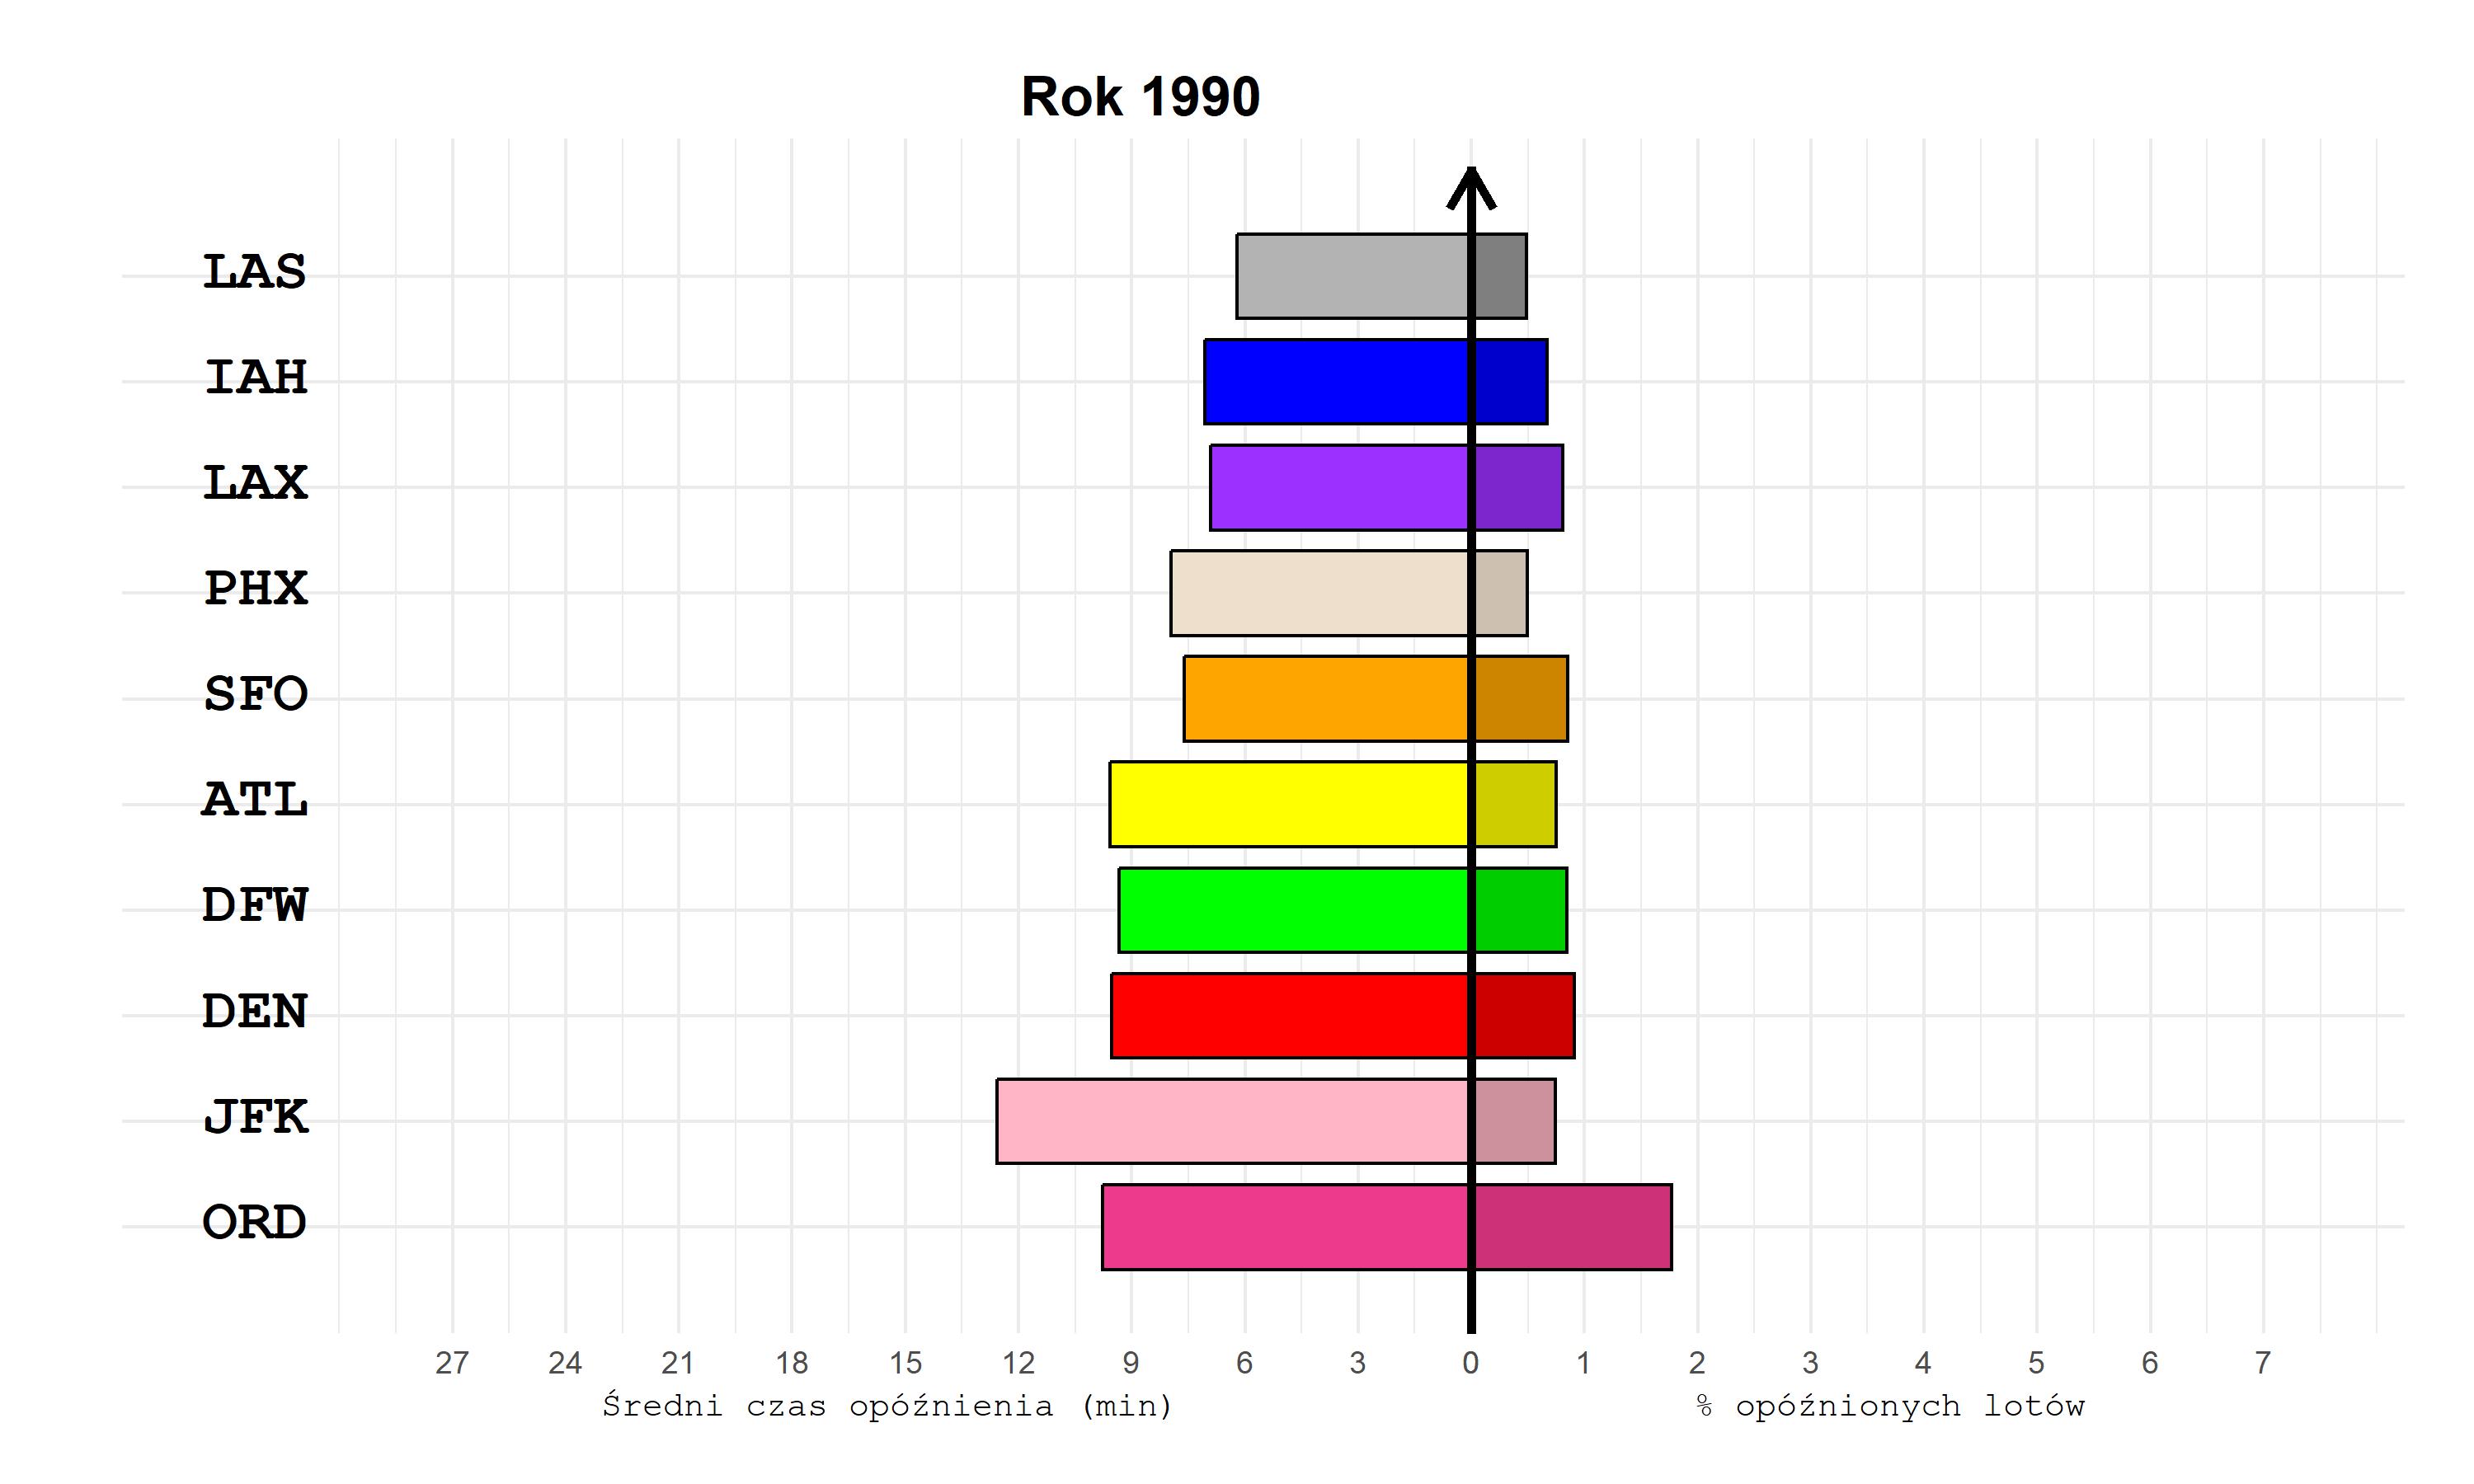 Rok 1990
LAS
IAH
LAX
PHX
SFO
ATL
DFW
DEN
JFK
ORD
27 24 21 18 15 12 9 6 3 0 1 2 3 4 5 6 7
Średni czas opóźnienia (min) % opóźnionych lotów